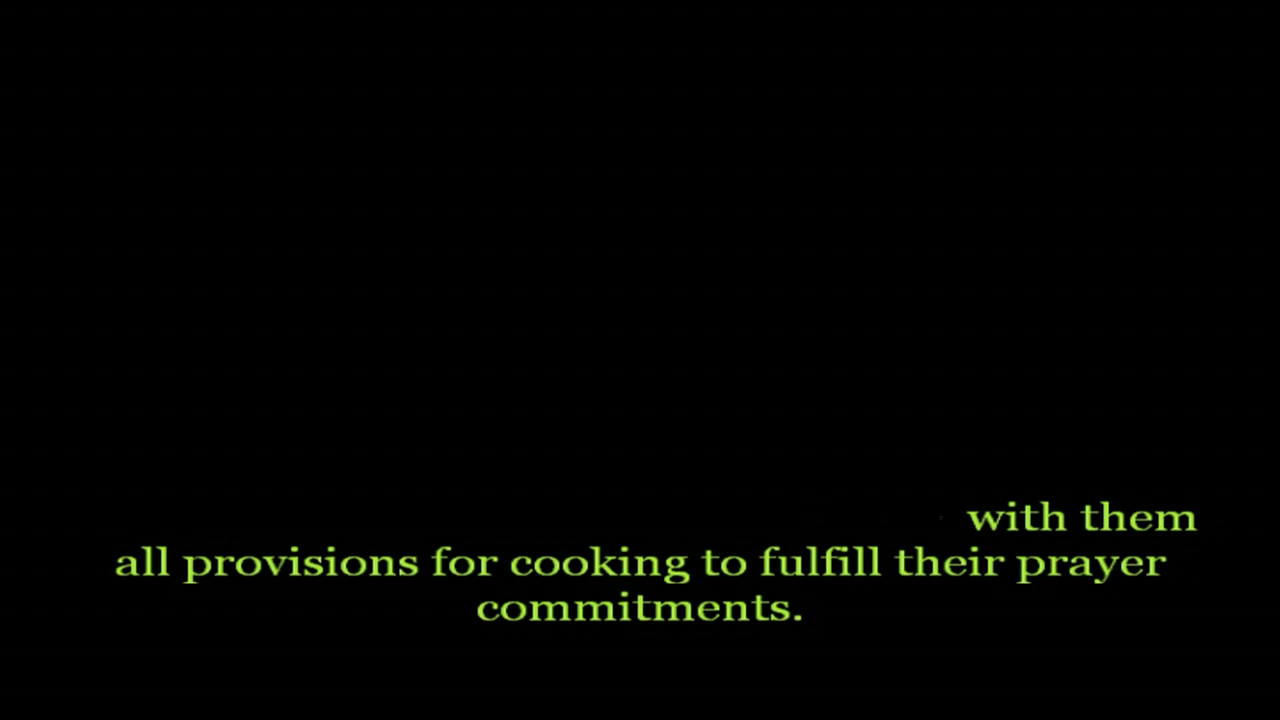 with them
all provisions for cooking to fulfill their prayer
commitments.